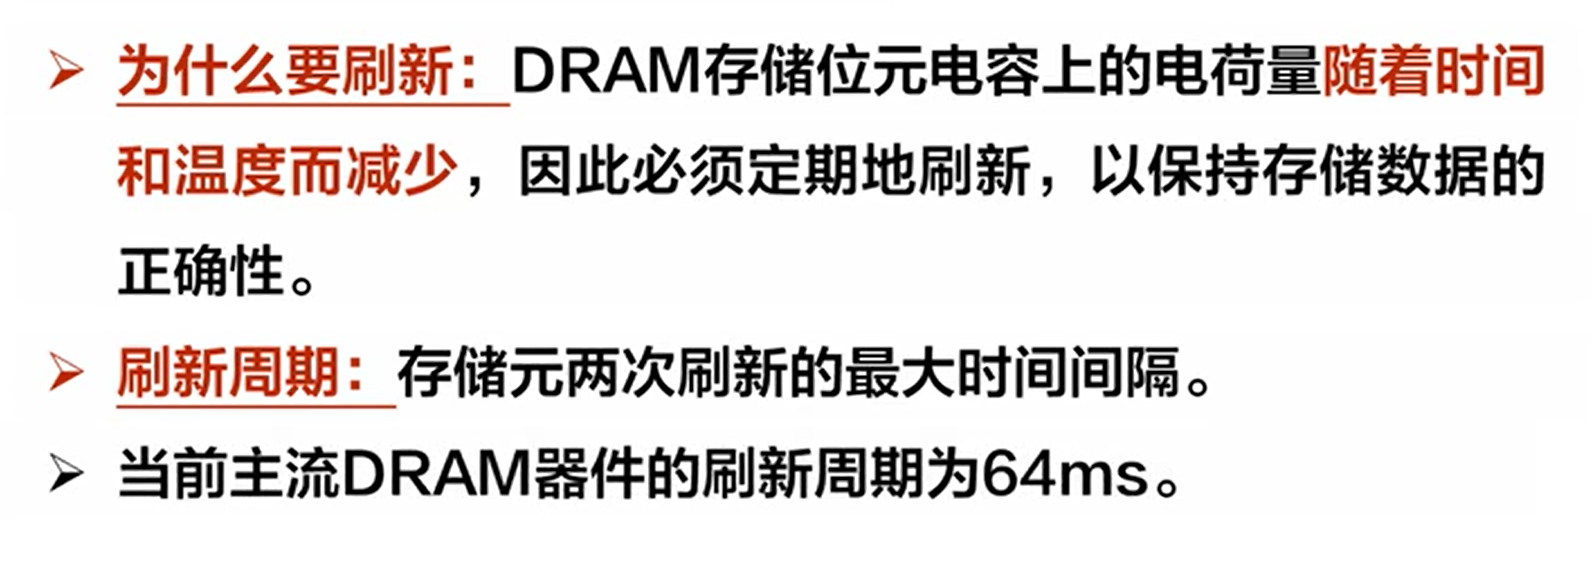 ➢ 为什么要刷新：DRAM存储位元电容上的电荷量随着时间
和温度而减少，因此必须定期地刷新，以保持存储数据的
正确性。
➢ 刷新周期：存储元两次刷新的最大时间间隔。
➢ 当前主流DRAM器件的刷新周期为64ms。